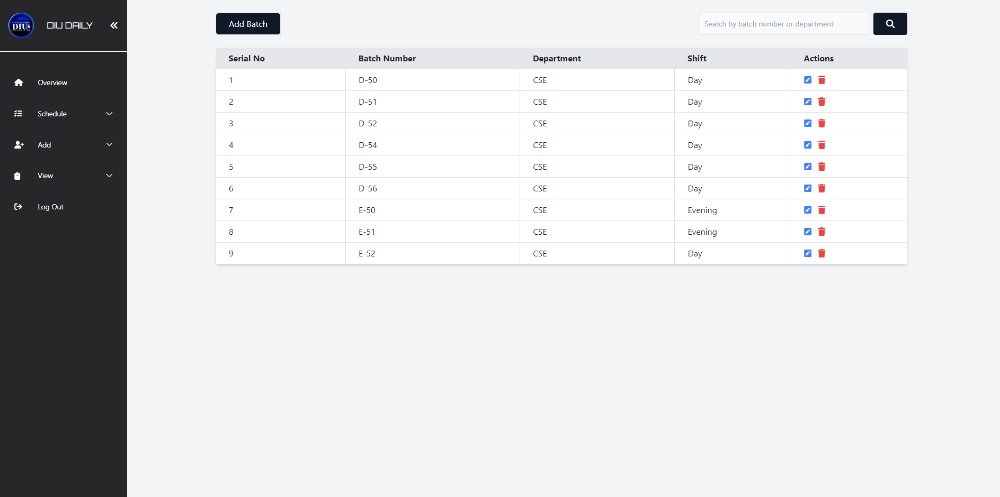 DIU
DIU DAILY
Overview
Schedule
Add
View
Log Out
Add Batch
Search by batch number or department
Serial No Batch Number Department Shift Actions
1 D-50 CSE Day
2 D-51 CSE Day
3 D-52 CSE Day
4 D-54 CSE Day
5 D-55 CSE Day
6 D-56 CSE Day
7 E-50 CSE Evening
8 E-51 CSE Evening
9 E-52 CSE Day